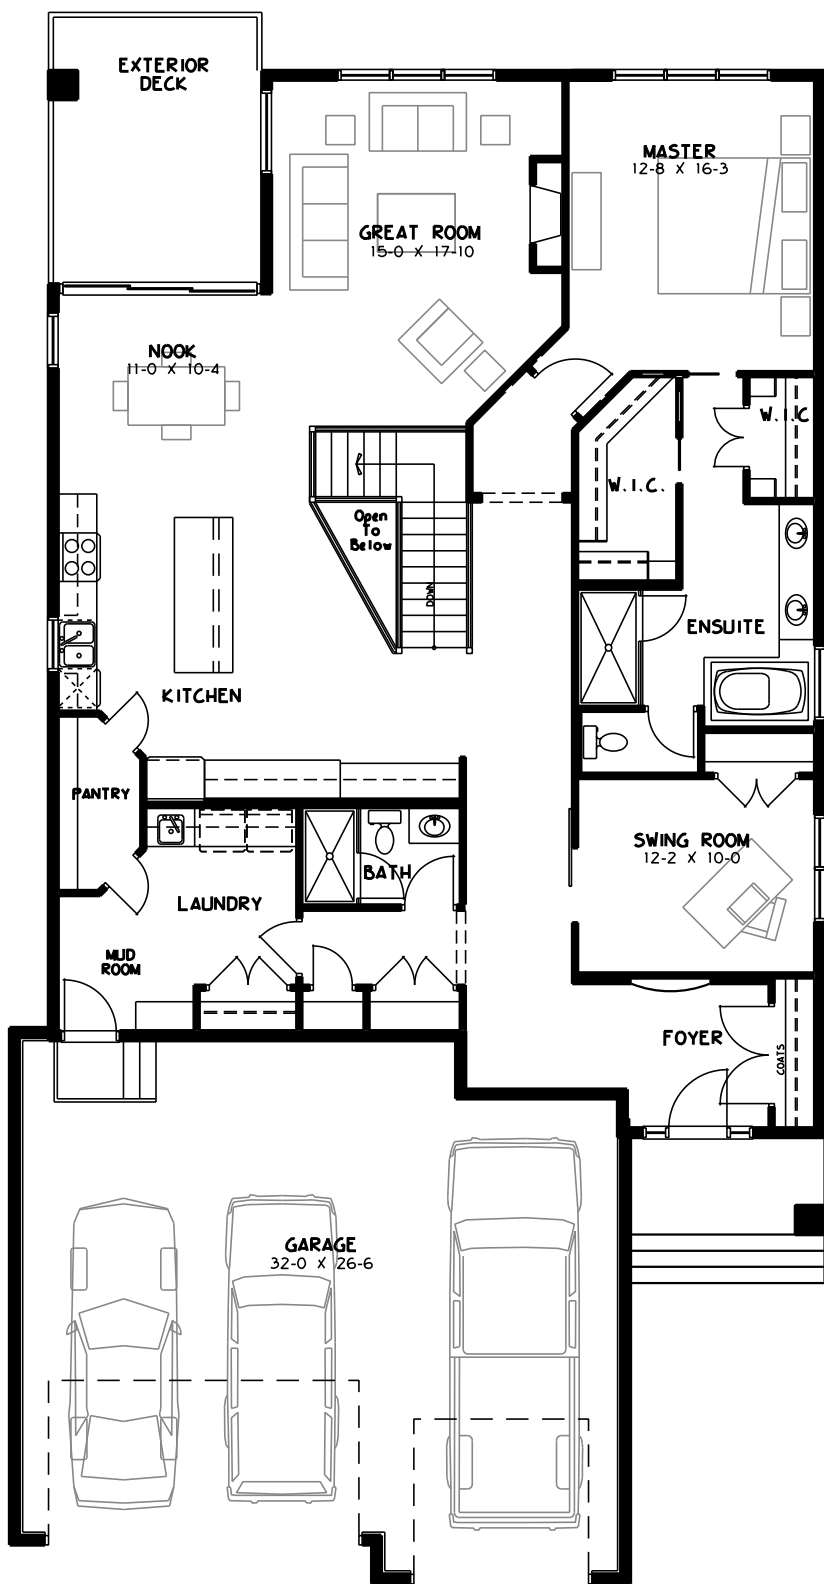 EXTERIOR
DECK
MASTER
12-8 X 16-3
GREAT ROOM
15-0 X 17-10
NOOK
11-0 X 10-4
W.I.C
W.I.C.
Open
To
Below
DOWN
ENSUITE
KITCHEN
PANTRY
SWING ROOM
12-2 X 10-0
BATH
LAUNDRY
MUD
ROOM
FOYER
COATS
GARAGE
32-0 X 26-6